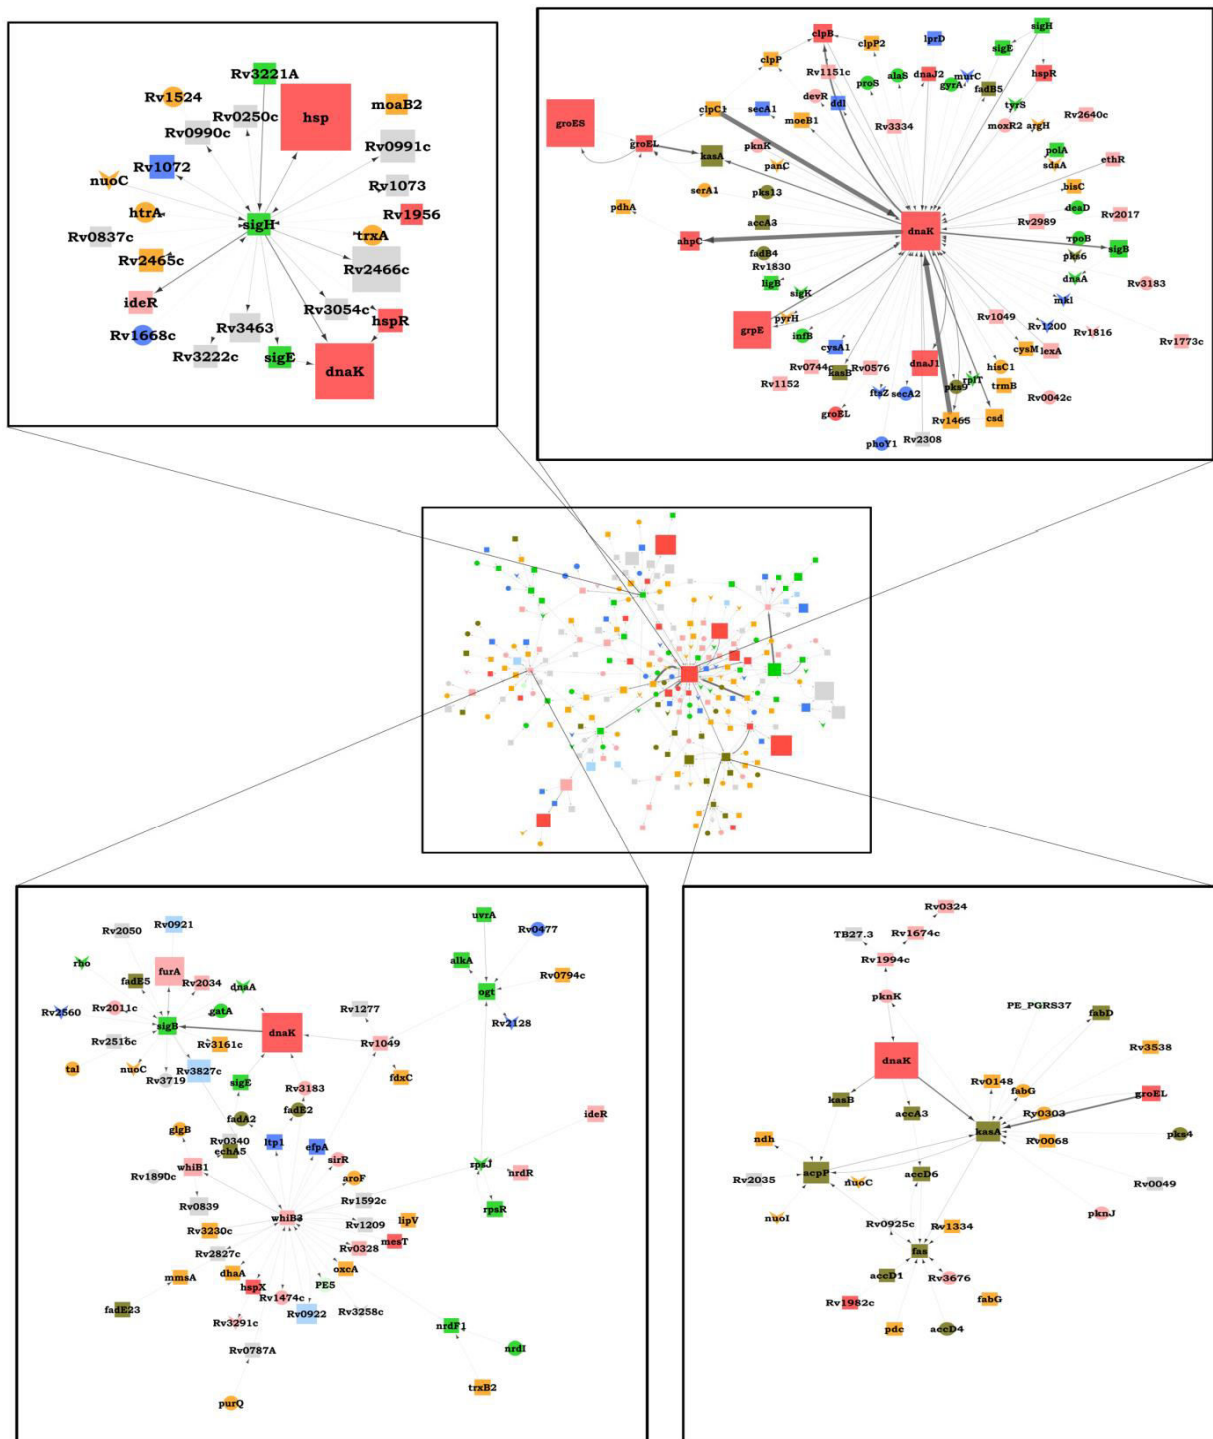 Rv3221A
Rv1524
hsp
moaB2
Rv0250c
Rv0990c
Rv0991c
Rv1072
nuoC
Rv1073
htrA
sigH
Rv1956
trxA
Rv0837c
Rv2465c
Rv2466c
ideR
Rv3054c
hspR
Rv1668c
Rv3463
Rv3222c
sigE
dnaK
clpB
clpP2
lprD
sigH
sigE
clpP
Rv1151c
proS
alaS
dnaJ2
murC
gyrA
hspR
devR
ddl
fadB5
groES
clpC1
secA1
moeB1
tyrS
moxR2
argH
Rv2640c
Rv3334
groEL
pknK
kasA
panC
polA
sdaA
ethR
serA1
pks13
bisC
pdhA
accA3
dnaK
deaD
Rv2989
Rv2017
ahpC
rpoB
sigB
fadB4
pks6
Rv1830
ligB
sigK
dnaA
Rv3183
mkl
grpE
pyrH
infB
Rv1049
Rv1200
Rv1816
cysA1
cysM
lexA
Rv1773c
Rv0744c
kasB
Rv0576
dnaJ1
hisC1
Rv1152
ftsZ
secA2
pks9
rplT
trmB
Rv0042c
groEL
Rv1465
csd
phoY1
Rv2308
uvrA
Rv2050
Rv0921
Rv0477
rho
alkA
fadE5
furA
Rv2034
dnaA
ogt
Rv0794c
Rv2560
Rv2011c
gatA
Rv1277
Rv2128
sigB
dnaK
Rv2516c
Rv3161c
Rv1049
tal
nuoC
Rv3719
Rv3827c
sigE
Rv3183
fdxC
fadA2
fadE2
ideR
glgB
Rv0340
echA5
ltp1
efpA
sirR
whiB1
rpsJ
nrdR
Rv1890c
aroF
Rv0839
Rv1592c
rpsR
whiB3
lipV
Rv3230c
Rv1209
mesT
Rv2827c
Rv0328
mmsA
dhaA
oxcA
hspX
PE5
Rv1474c
fadE23
Rv3291c
Rv0922
Rv3258c
nrdF1
Rv0787A
nrdI
trxB2
purQ
Rv0324
TB27.3
Rv1674c
Rv1994c
pknK
PE_PGRS37
fabD
dnaK
Rv3538
Rv0148
fabG
kasB
accA3
Rv0303
groEL
kasA
ndh
Rv0068
pks4
acpP
accD6
Rv2035
nuoC
Rv0049
nuoI
Rv0925c
Rv1334
pknJ
fas
accD1
Rv3676
Rv1982c
fabG
pdc
accD4